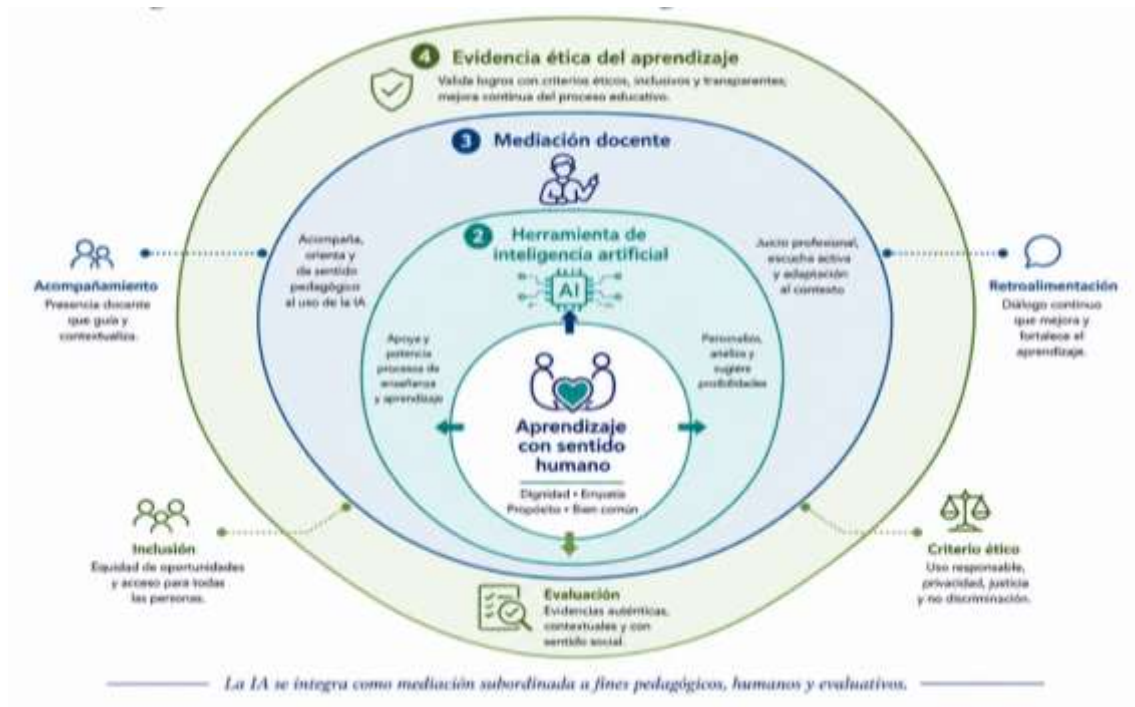 4 Evidencia ética del aprendizaje
Valida logros con criterios éticos, inclusivos y transparentes;
mejora continua del proceso educativo.
3 Mediación docente
2 Herramienta de
inteligencia artificial
AI
Acompaña,
orienta y
da sentido
pedagógico
al uso de la IA
Juicio profesional,
escucha activa
y adaptación
al contexto
Acompañamiento
Presencia docente
que guía y
contextualiza.
Retroalimentación
Diálogo continuo
que mejora y
fortalece el
aprendizaje.
Apoya y
potencia
procesos de
enseñanza
y aprendizaje
Personaliza,
analiza y
sugiere
posibilidades
Aprendizaje
con sentido
humano
Dignidad • Empatía
Propósito • Bien común
Inclusión
Equidad de oportunidades
y acceso para todas
las personas.
Criterio ético
Uso responsable,
privacidad, justicia
y no discriminación.
Evaluación
Evidencias auténticas,
contextuales y con
sentido social.
La IA se integra como mediación subordinada a fines pedagógicos, humanos y evaluativos.